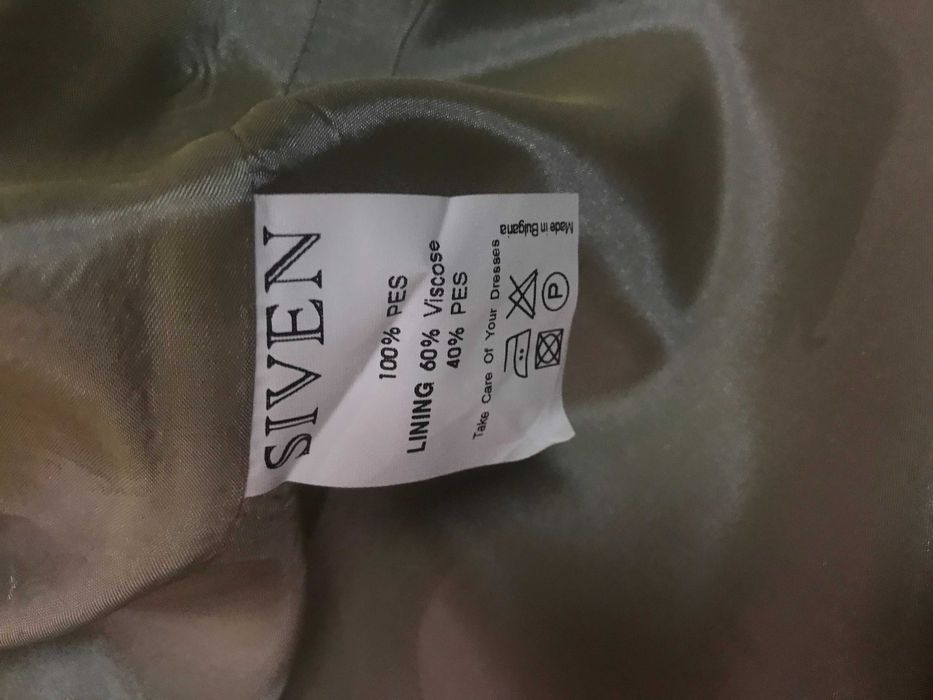 SIVEN
100% PES
LINING 60% Viscose
40% PES
Take Care Of Your Dresses
P
Made in Bulgaria